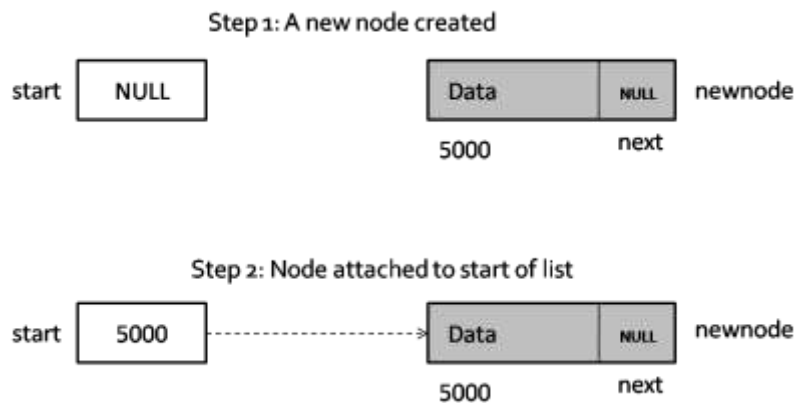 Step 1: A new node created
start NULL Data NULL newnode
5000 next
Step 2: Node attached to start of list
start 5000 Data NULL newnode
5000 next